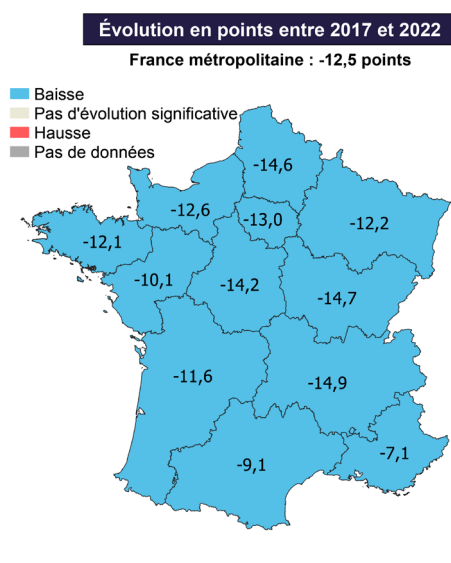 Évolution en points entre 2017 et 2022
France métropolitaine : -12,5 points
Baisse
Pas d'évolution significative
Hausse
Pas de données
-14,6
-12,6
-13,0
-12,2
-12,1
-10,1
-14,2
-14,7
-11,6
-14,9
-9,1
-7,1